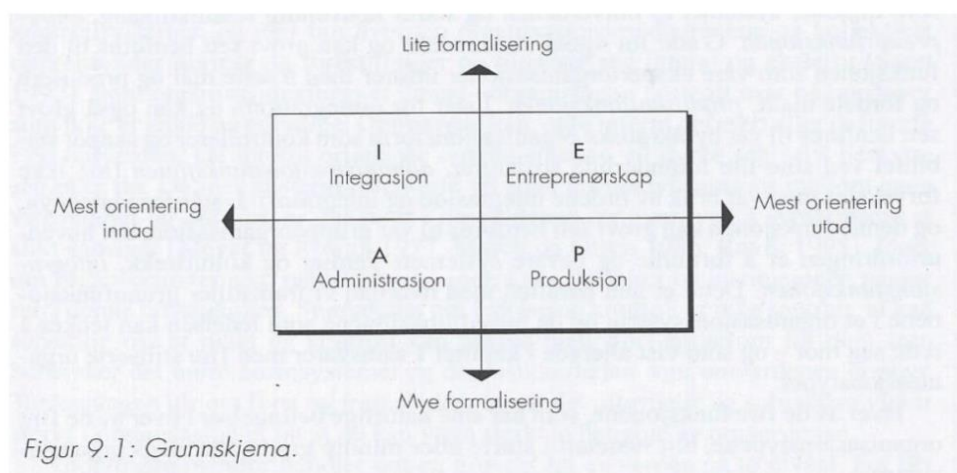 Lite formalisering
I
Integrasjon
E
Entreprenørskap
Mest orientering
innad
Mest orientering
utad
A
Administrasjon
P
Produksjon
Mye formalisering
Figur 9.1: Grunnskjema.